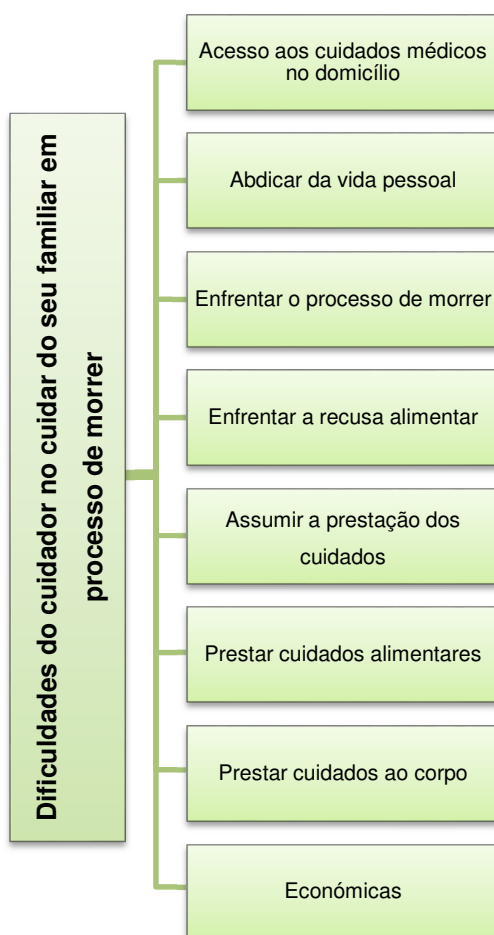 Dificuldades do cuidador no cuidar do seu familiar em
processo de morrer
Acesso aos cuidados médicos
no domicílio
Abdicar da vida pessoal
Enfrentar o processo de morrer
Enfrentar a recusa alimentar
Assumir a prestação dos
cuidados
Prestar cuidados alimentares
Prestar cuidados ao corpo
Económicas